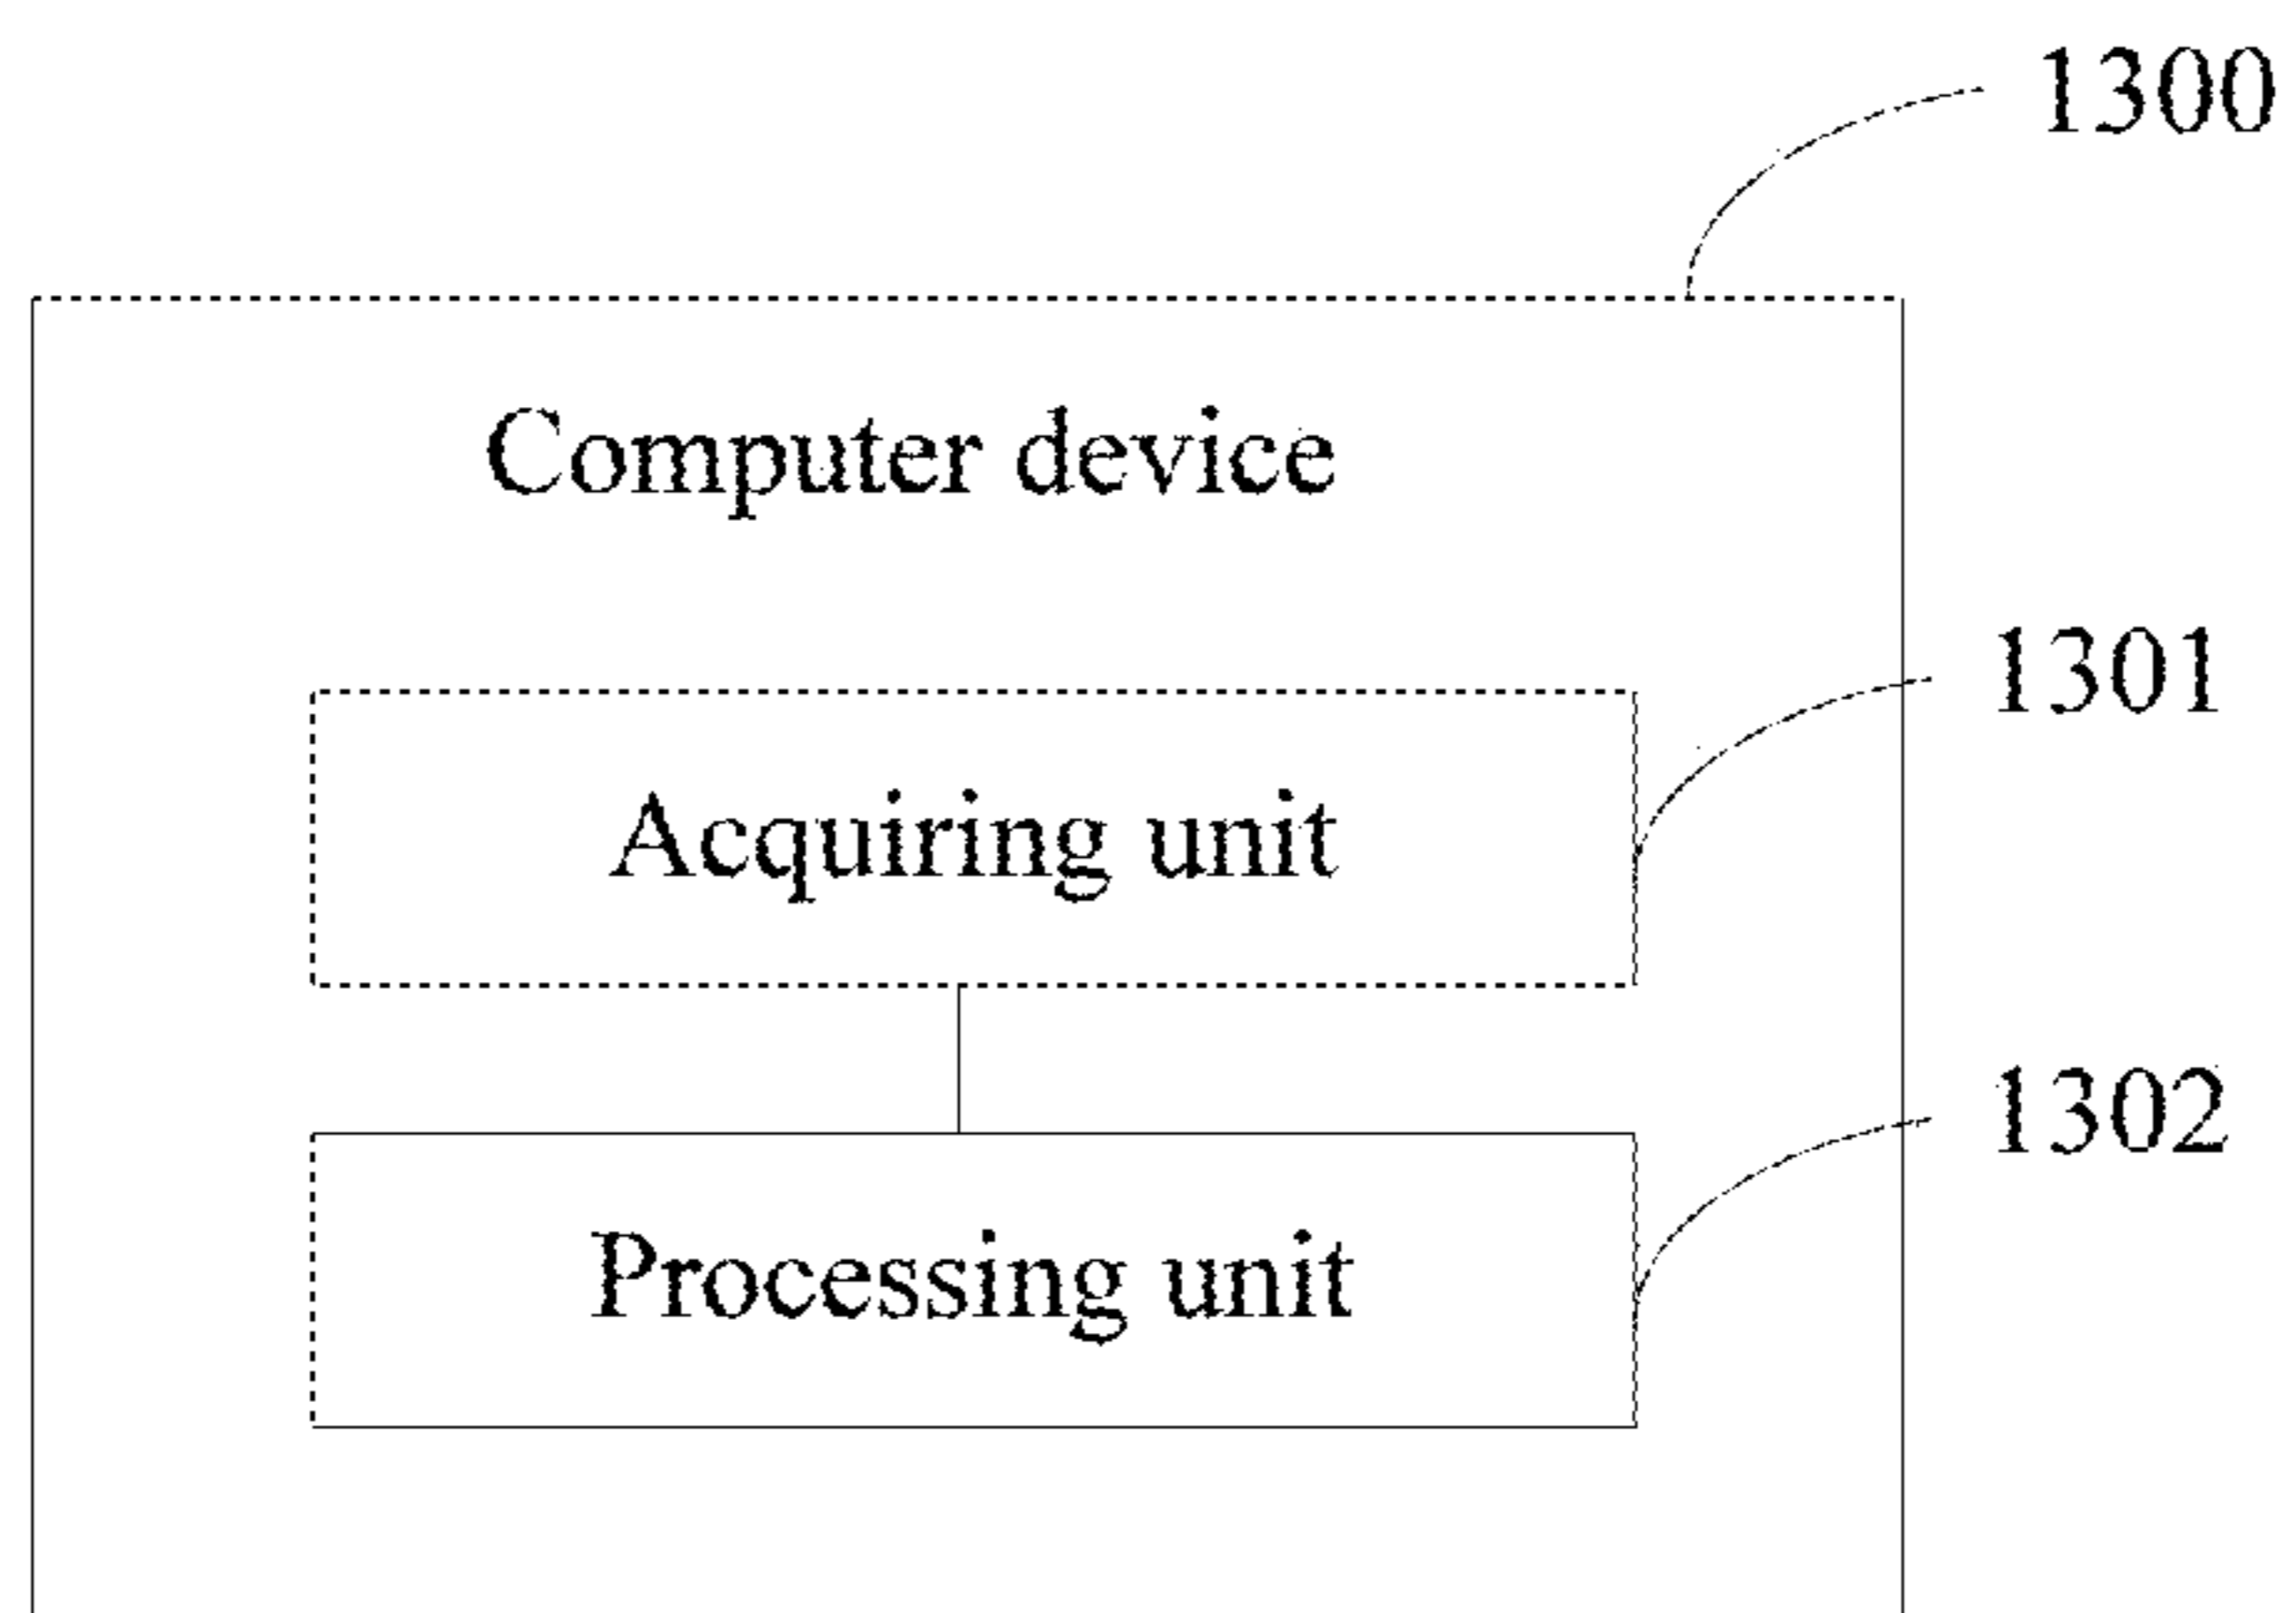 1300
Computer device
1301
Acquiring unit
1302
Processing unit